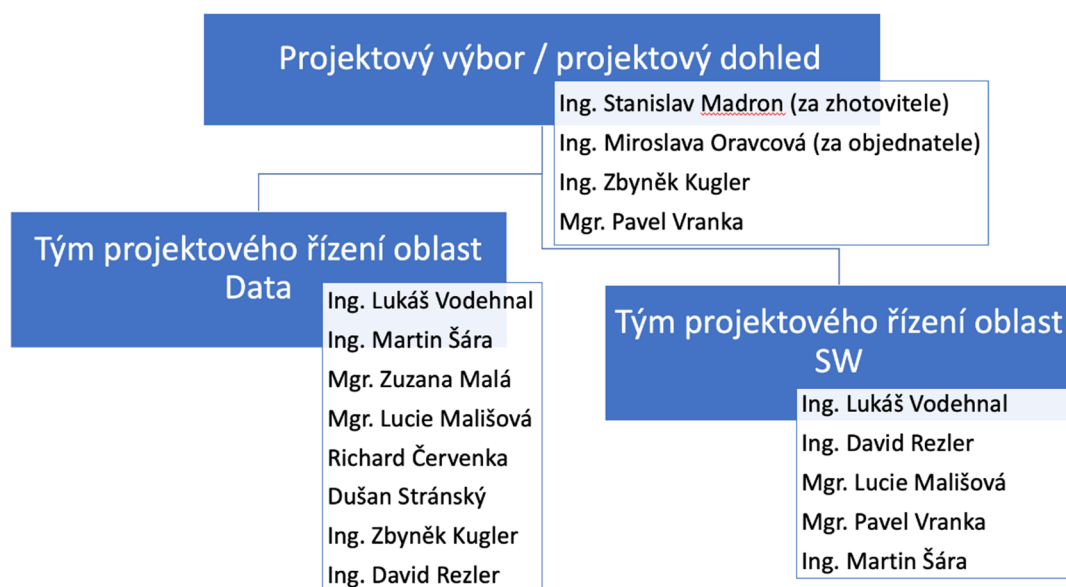 Projektový výbor / projektový dohled
Ing. Stanislav Madron (za zhotovitele)
Ing. Miroslava Oravcová (za objednatele)
Ing. Zbyněk Kugler
Mgr. Pavel Vranka
Tým projektového řízení oblast
Data
Ing. Lukáš Vodehnal
Ing. Martin Šára
Mgr. Zuzana Malá
Mgr. Lucie Mališová
Richard Červenka
Dušan Stránský
Ing. Zbyněk Kugler
Ing. David Rezler
Tým projektového řízení oblast
SW
Ing. Lukáš Vodehnal
Ing. David Rezler
Mgr. Lucie Mališová
Mgr. Pavel Vranka
Ing. Martin Šára